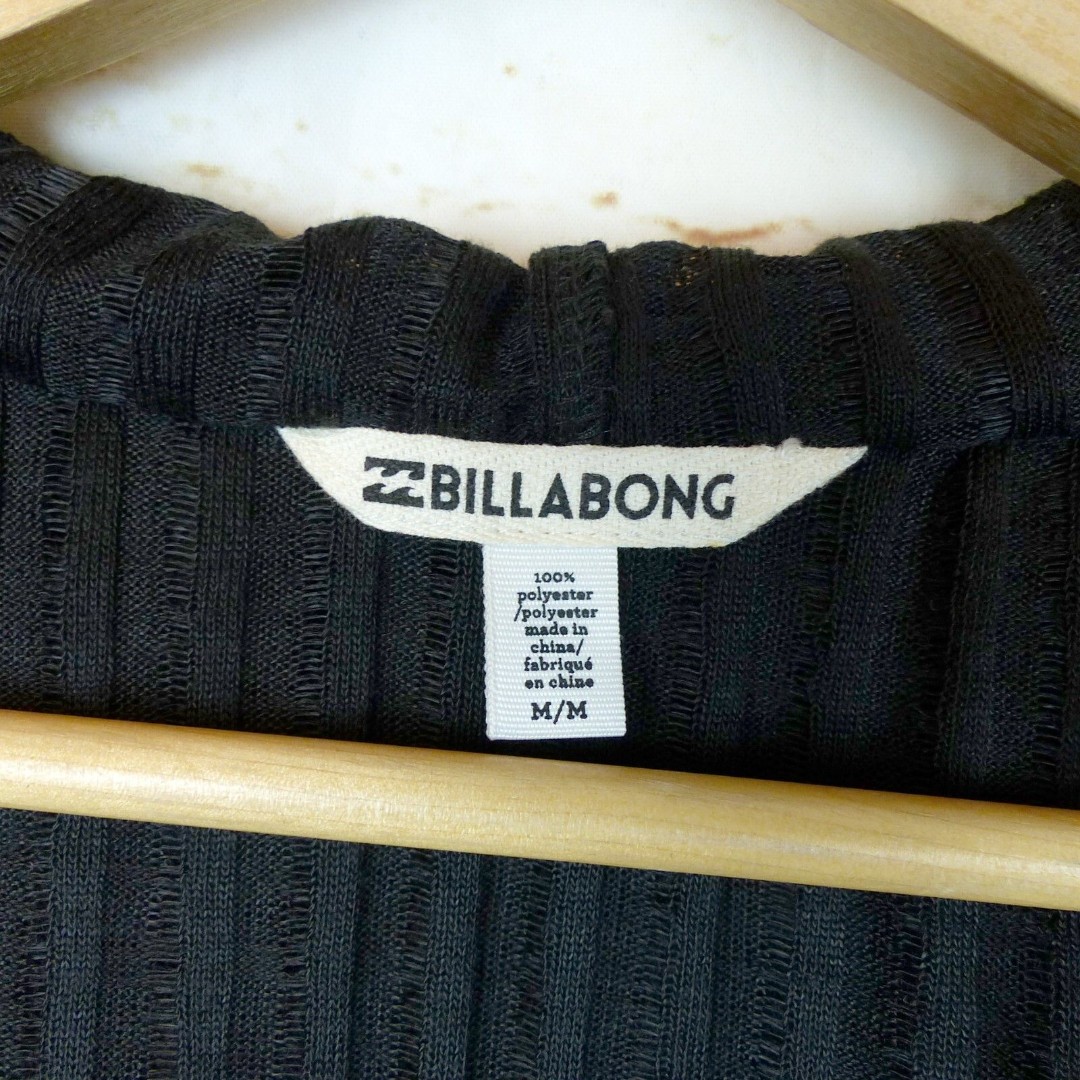 BILLABONG
100%
polyester
/polyester
made in
china/
fabriqué
en chine
M/M